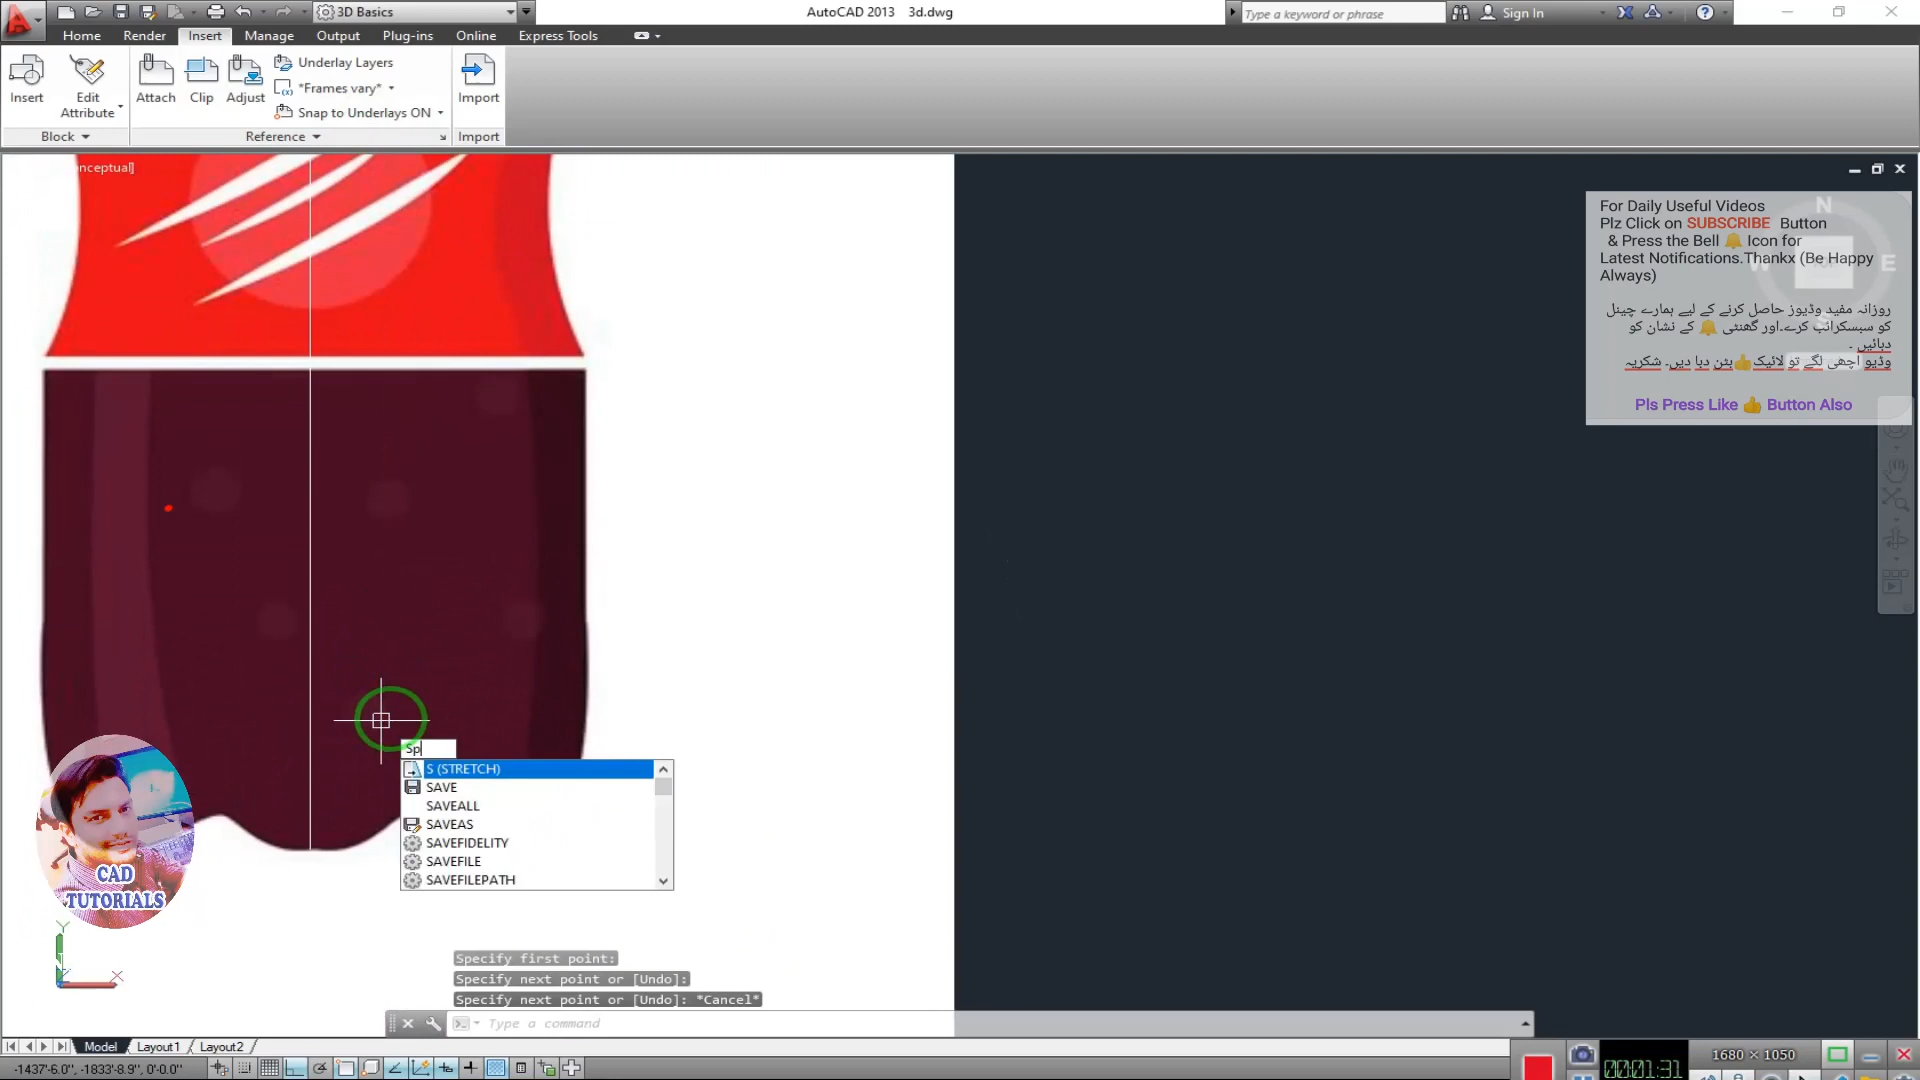 3D Basics
AutoCAD 2013 3d.dwg
Type a keyword or phrase
Sign In
Home Render Insert Manage Output Plug-ins Online Express Tools
Insert
Edit
Attribute
Attach
Clip
Adjust
Underlay Layers
*Frames vary*
Snap to Underlays ON
Import
Block
Reference
Import
For Daily Useful Videos
Plz Click on SUBSCRIBE Button
& Press the Bell 🔔 Icon for
Latest Notifications.Thankx (Be Happy
Always)
روزانہ مفید وڈیوز حاصل کرنے کے لیے ہمارے چینل
کو سبسکرائب کرے۔اور گھنٹی 🔔 کے نشان کو
دبائیں ۔
وڈیو اچھی لگے تو لائیک👍بٹن دبا دیں۔ شکریہ
Pls Press Like 👍 Button Also
N
W
E
Sp
S (STRETCH)
SAVE
SAVEALL
SAVEAS
SAVEFIDELITY
SAVEFILE
SAVEFILEPATH
CAD
TUTORIALS
Y
X
Specify first point:
Specify next point or [Undo]:
Specify next point or [Undo]: *Cancel*
Type a command
Model Layout1 Layout2
-1437'-6.0", -1833'-8.9", 0'-0.0"
00:01:31
1680 × 1050